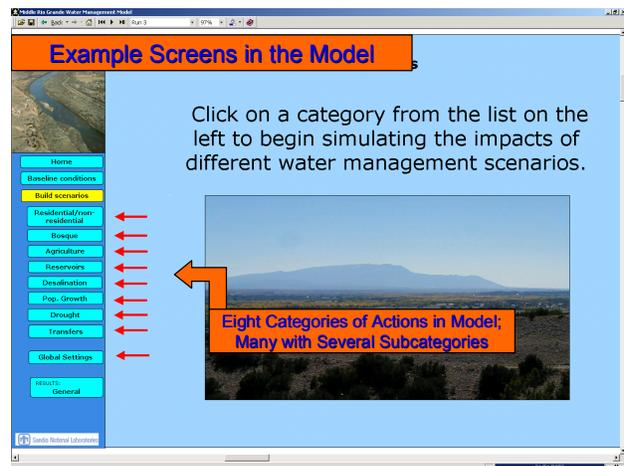 Middle Rio Grande Water Management Model
Back
Run 3
97%
Example Screens in the Model
s
Click on a category from the list on the
left to begin simulating the impacts of
different water management scenarios.
Home
Baseline conditions
Build scenarios
Residential/non-
residential
Bosque
Agriculture
Reservoirs
Desalination
Pop. Growth
Drought
Transfers
Global Settings
RESULTS:
General
Eight Categories of Actions in Model;
Many with Several Subcategories
Sandia National Laboratories